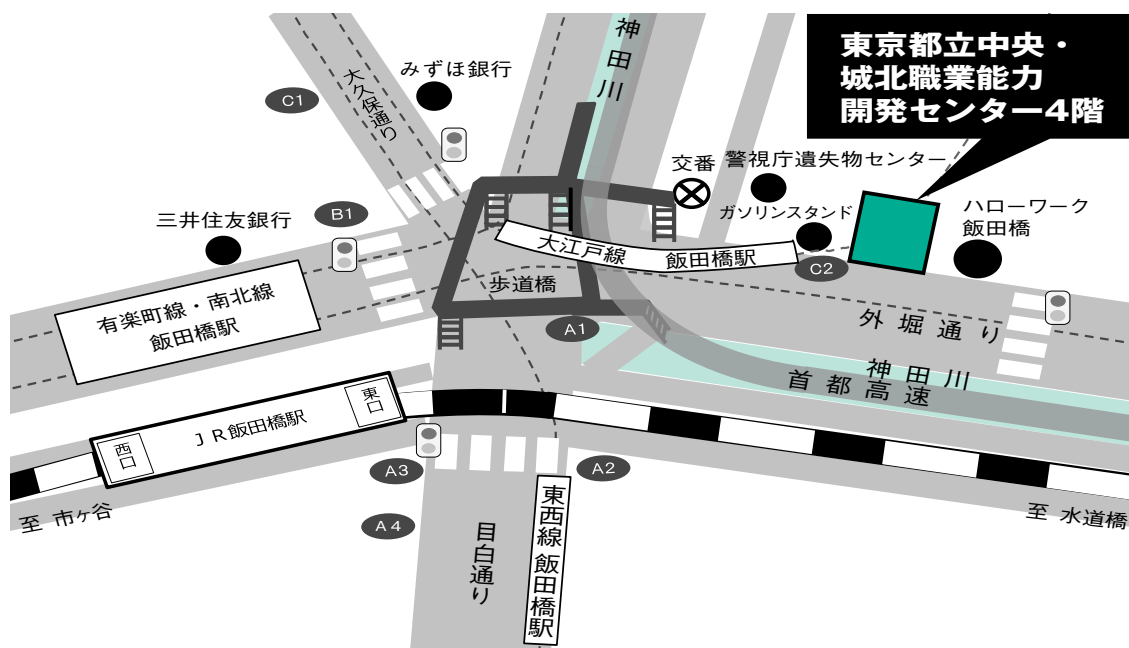 東京都立中央・
城北職業能力
開発センター4階
神田川
みずほ銀行
大久保通り
C1
交番
警視庁遺失物センター
ガソリンスタンド
ハローワーク
飯田橋
三井住友銀行
B1
大江戸線 飯田橋駅
C2
歩道橋
有楽町線・南北線
飯田橋駅
A1
外堀通り
神田川
首都高速
東口
JR飯田橋駅
西口
A3
A2
至 市ヶ谷
A4
目白通り
東西線 飯田橋駅
至 水道橋